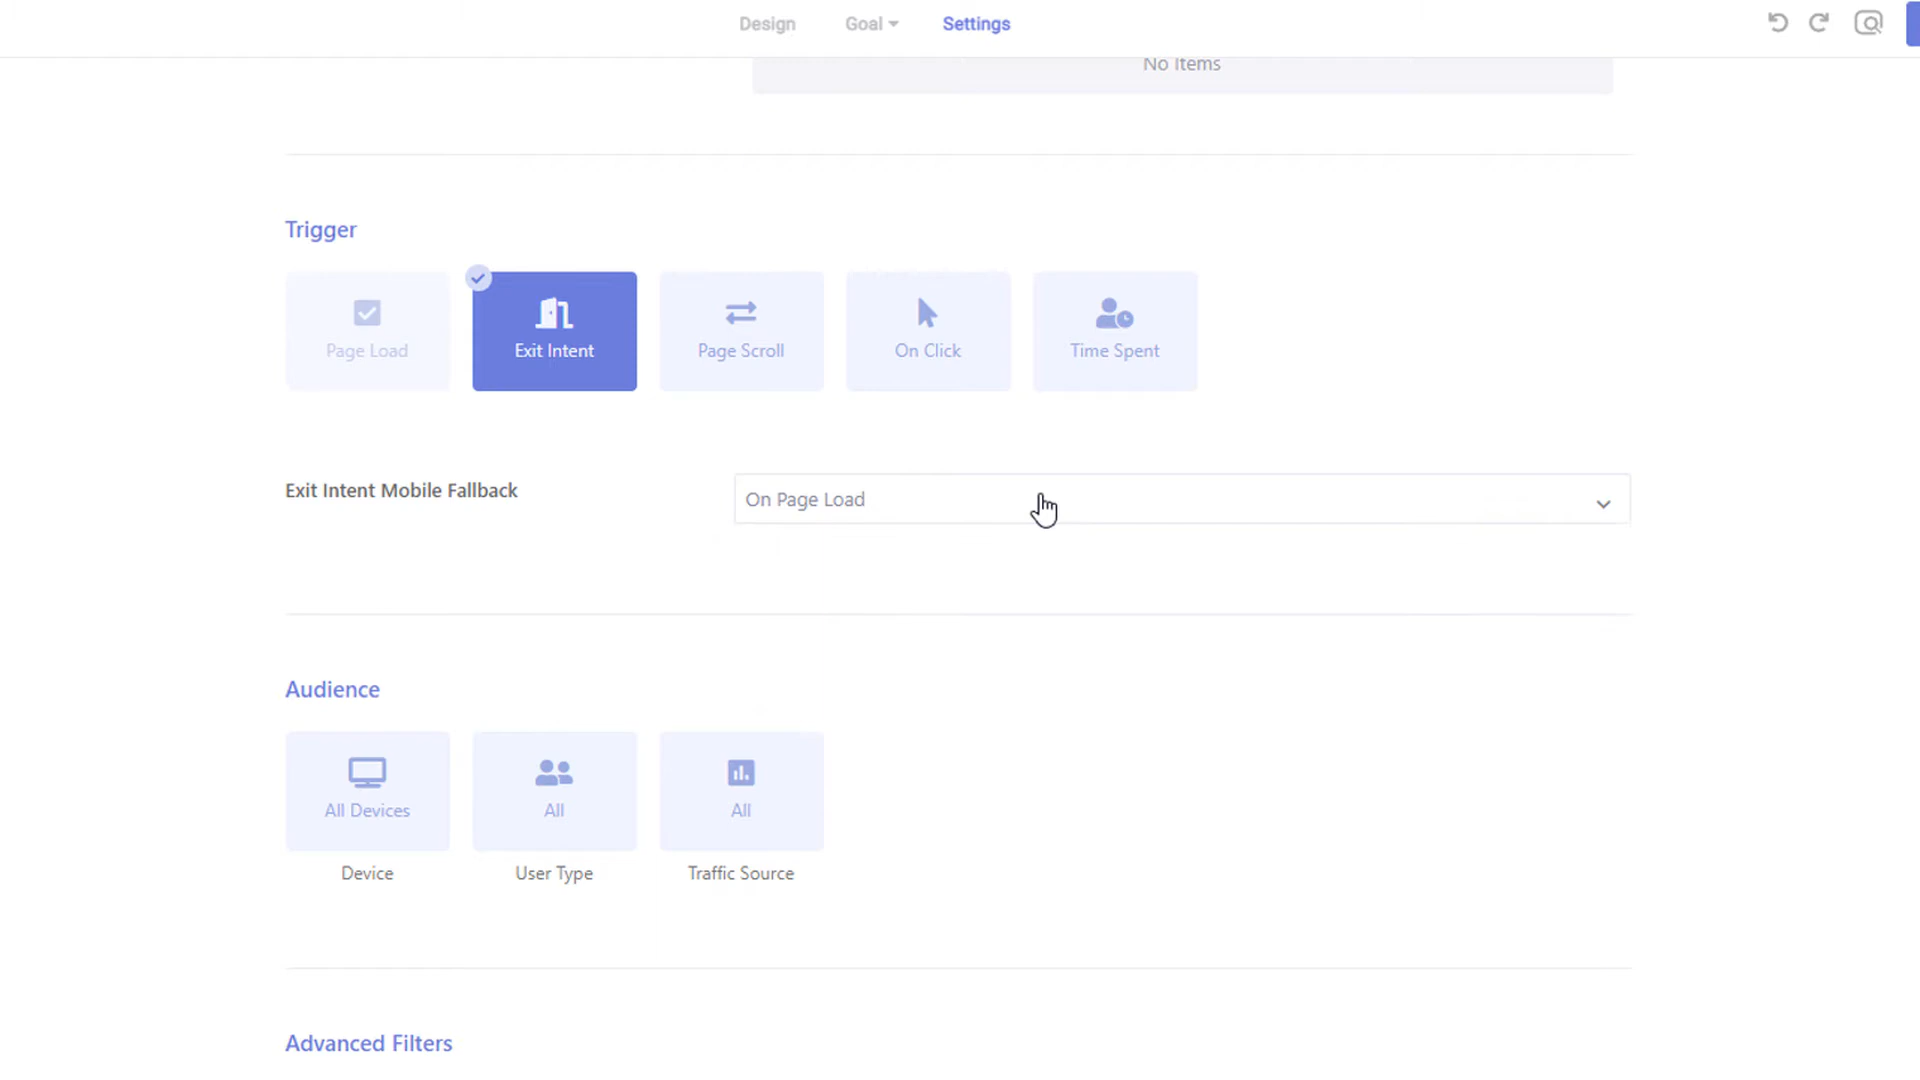 Design Goal Settings
No Items
Trigger
Page Load Exit Intent Page Scroll On Click Time Spent
Exit Intent Mobile Fallback On Page Load
Audience
All Devices All All
Device User Type Traffic Source
Advanced Filters